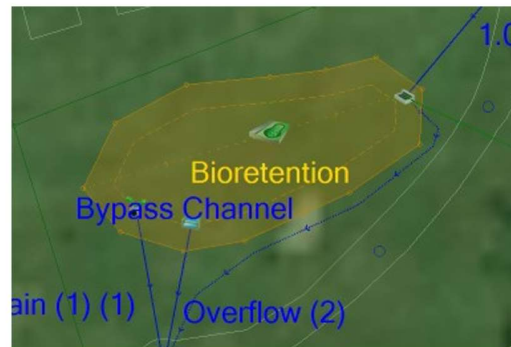 1.0
Bioretention
Bypass Channel
ain (1) (1)
Overflow (2)